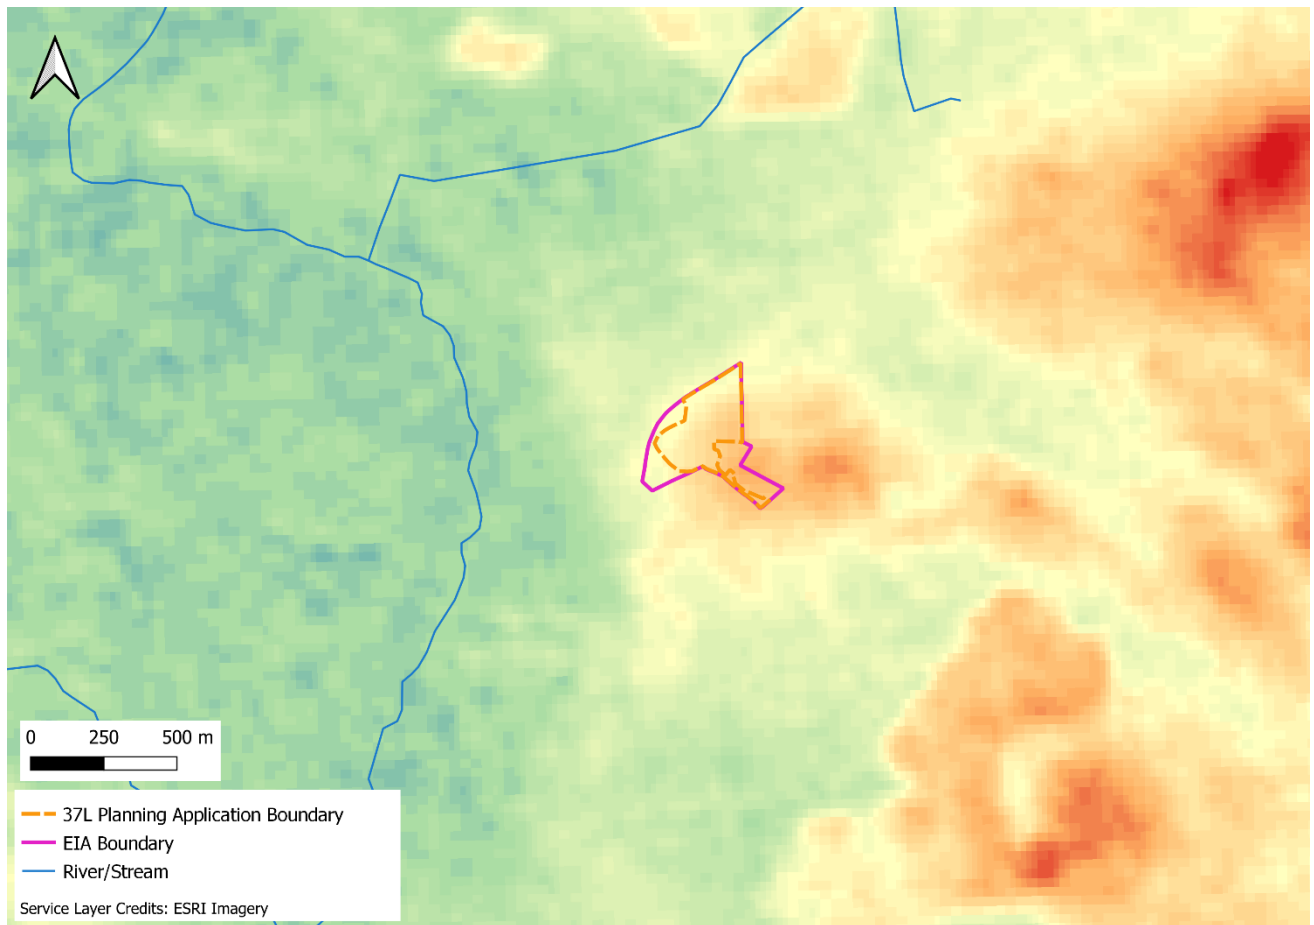 0 250 500 m
37L Planning Application Boundary
EIA Boundary
River/Stream
Service Layer Credits: ESRI Imagery